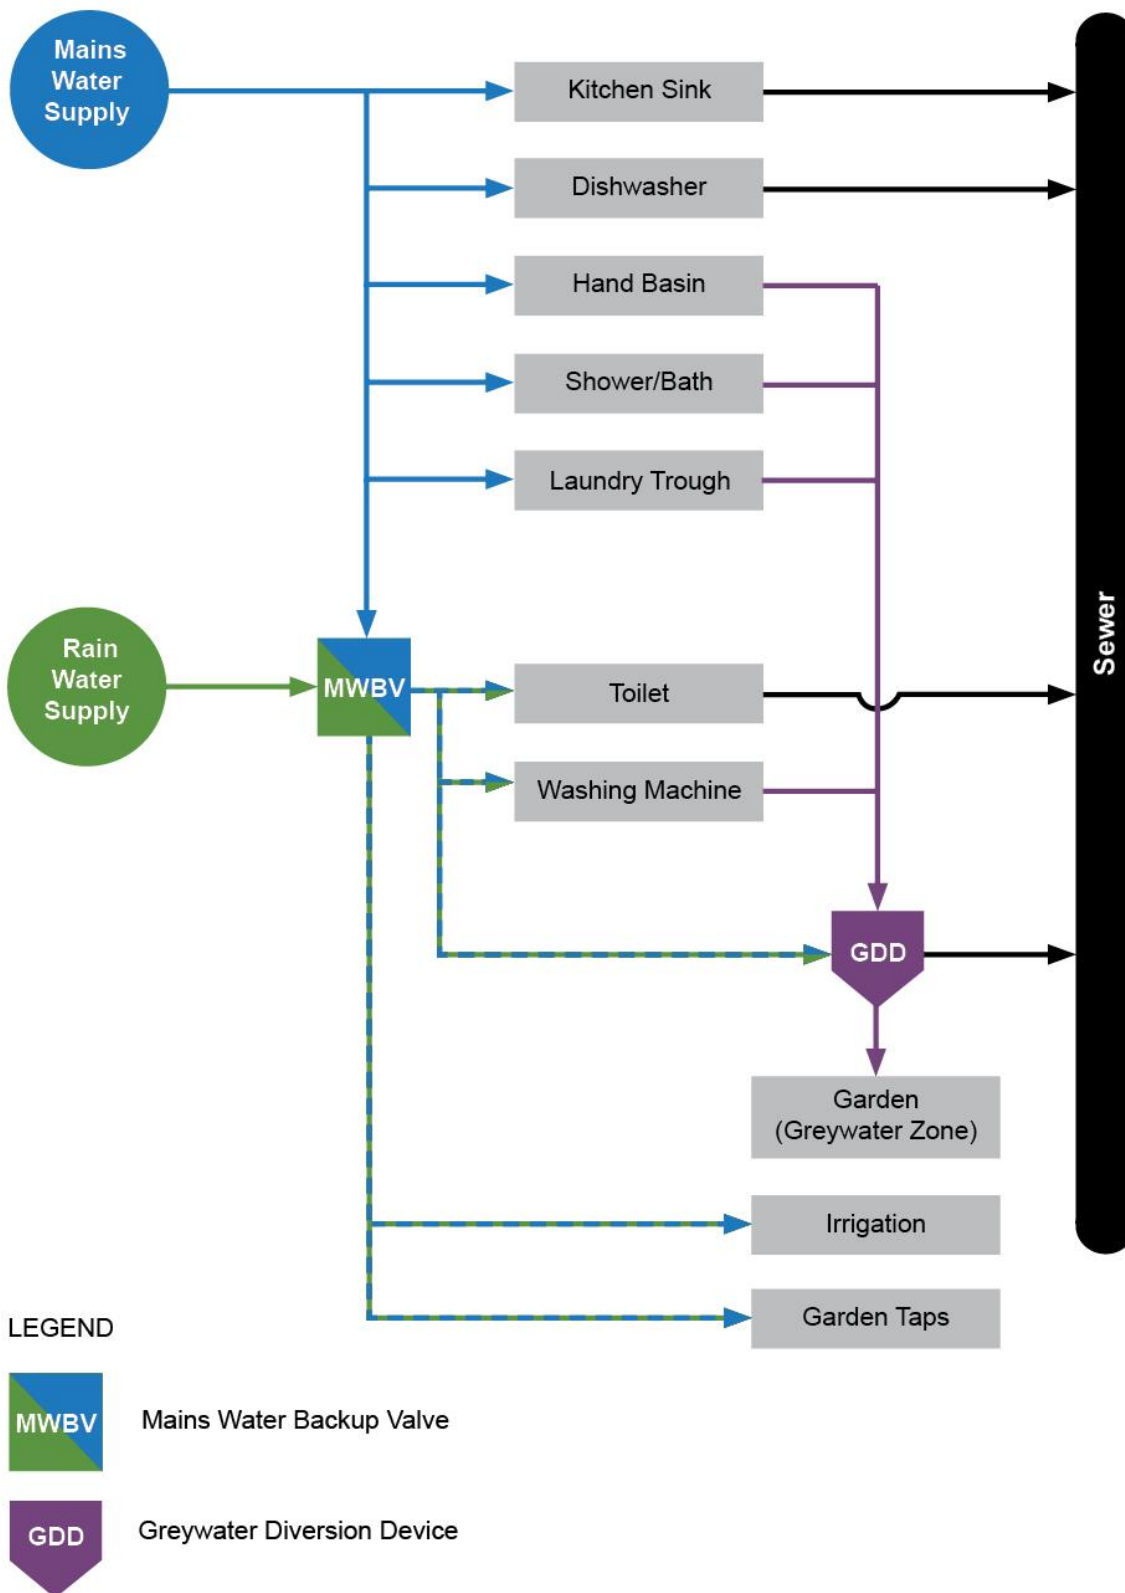 Mains
Water
Supply
Kitchen Sink
Dishwasher
Hand Basin
Shower/Bath
Laundry Trough
Sewer
Rain
Water
Supply
MWBV
Toilet
Washing Machine
GDD
Garden
(Greywater Zone)
Irrigation
Garden Taps
LEGEND
MWBV
Mains Water Backup Valve
GDD
Greywater Diversion Device